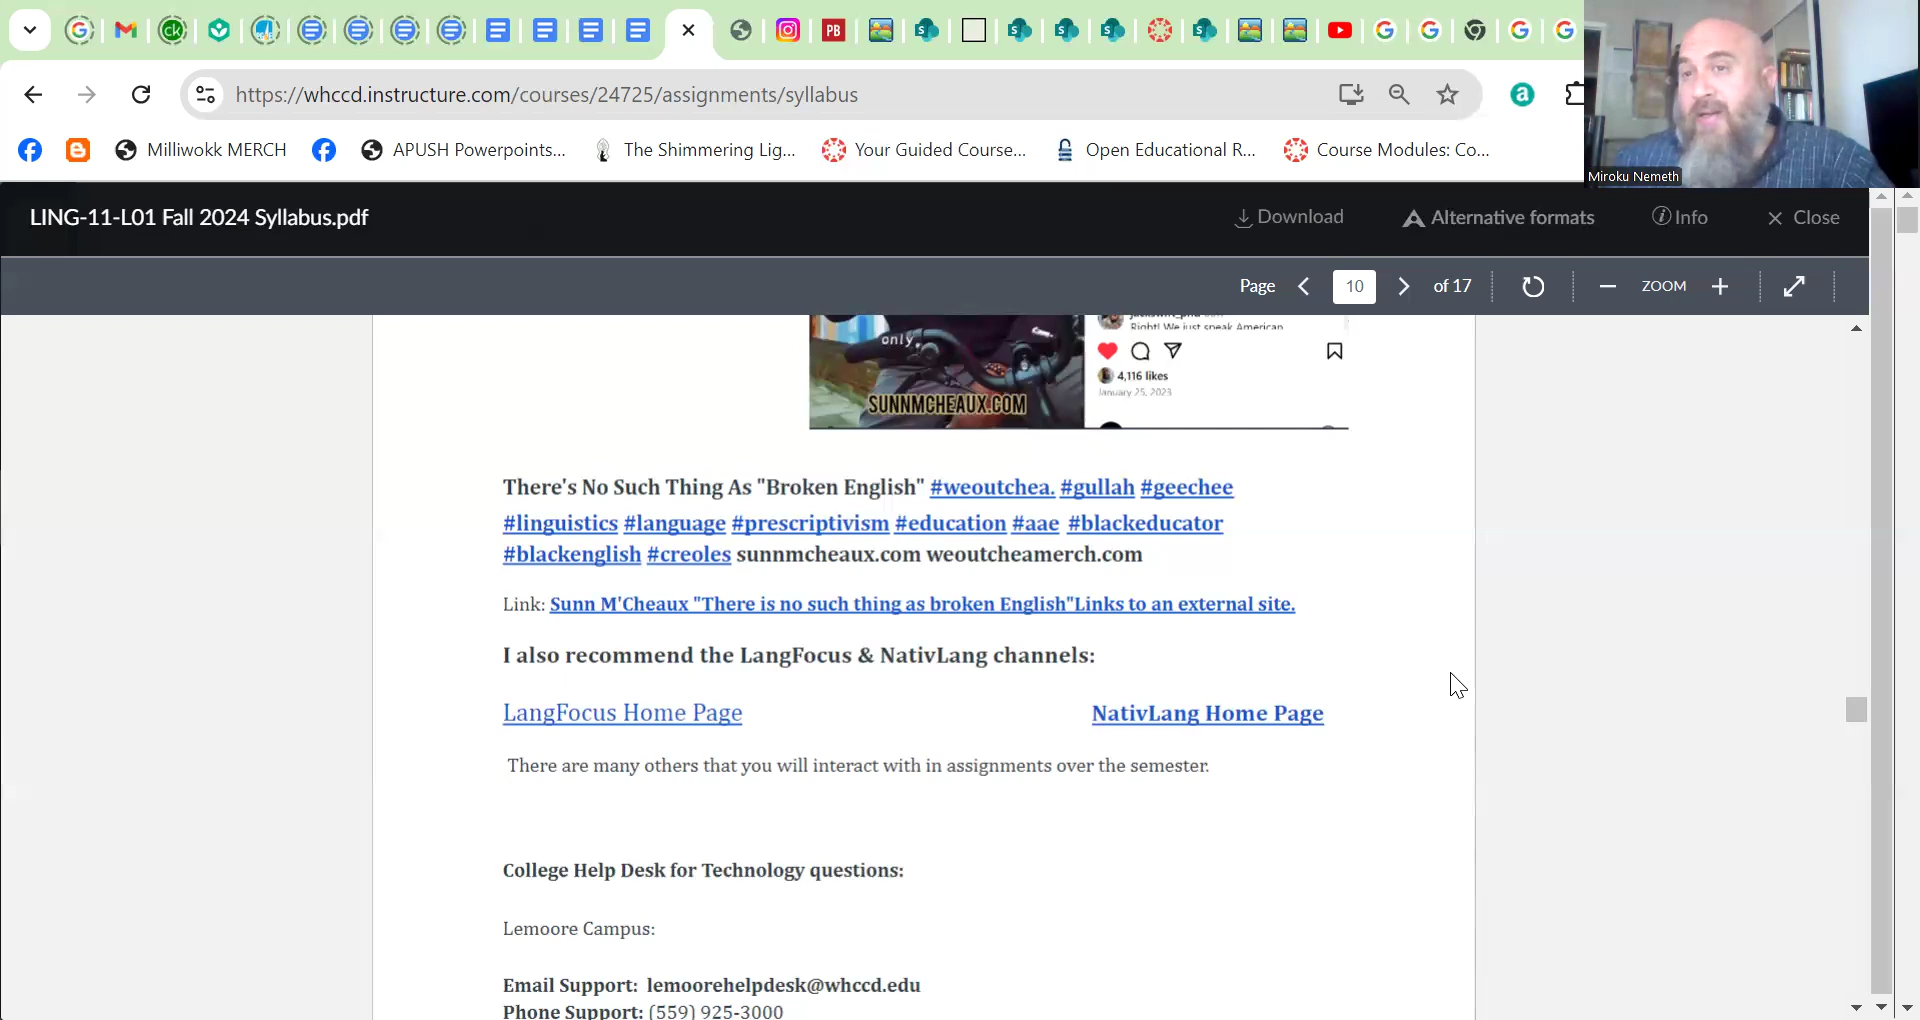 https://whccd.instructure.com/courses/24725/assignments/syllabus
Milliwokk MERCH
APUSH Powerpoints...
The Shimmering Lig...
Your Guided Course...
Open Educational R...
Course Modules: Co...
Miroku Nemeth
LING-11-L01 Fall 2024 Syllabus.pdf
Download
Alternative formats
Info
Close
Page
10
of 17
ZOOM
only,
SUNNMCHEAUX.COM
Right! We just speak American
4,116 likes
January 25, 2023
There's No Such Thing As "Broken English" #weoutchea. #gullah #geechee
#linguistics #language #prescriptivism #education #aae #blackeducator
#blackenglish #creoles sunnmcheaux.com weoutcheamerch.com
Link: Sunn M'Cheaux "There is no such thing as broken English"Links to an external site.
I also recommend the LangFocus & NativLang channels:
LangFocus Home Page
NativLang Home Page
There are many others that you will interact with in assignments over the semester.
College Help Desk for Technology questions:
Lemoore Campus:
Email Support: lemoorehelpdesk@whccd.edu
Phone Support: (559) 925-3000